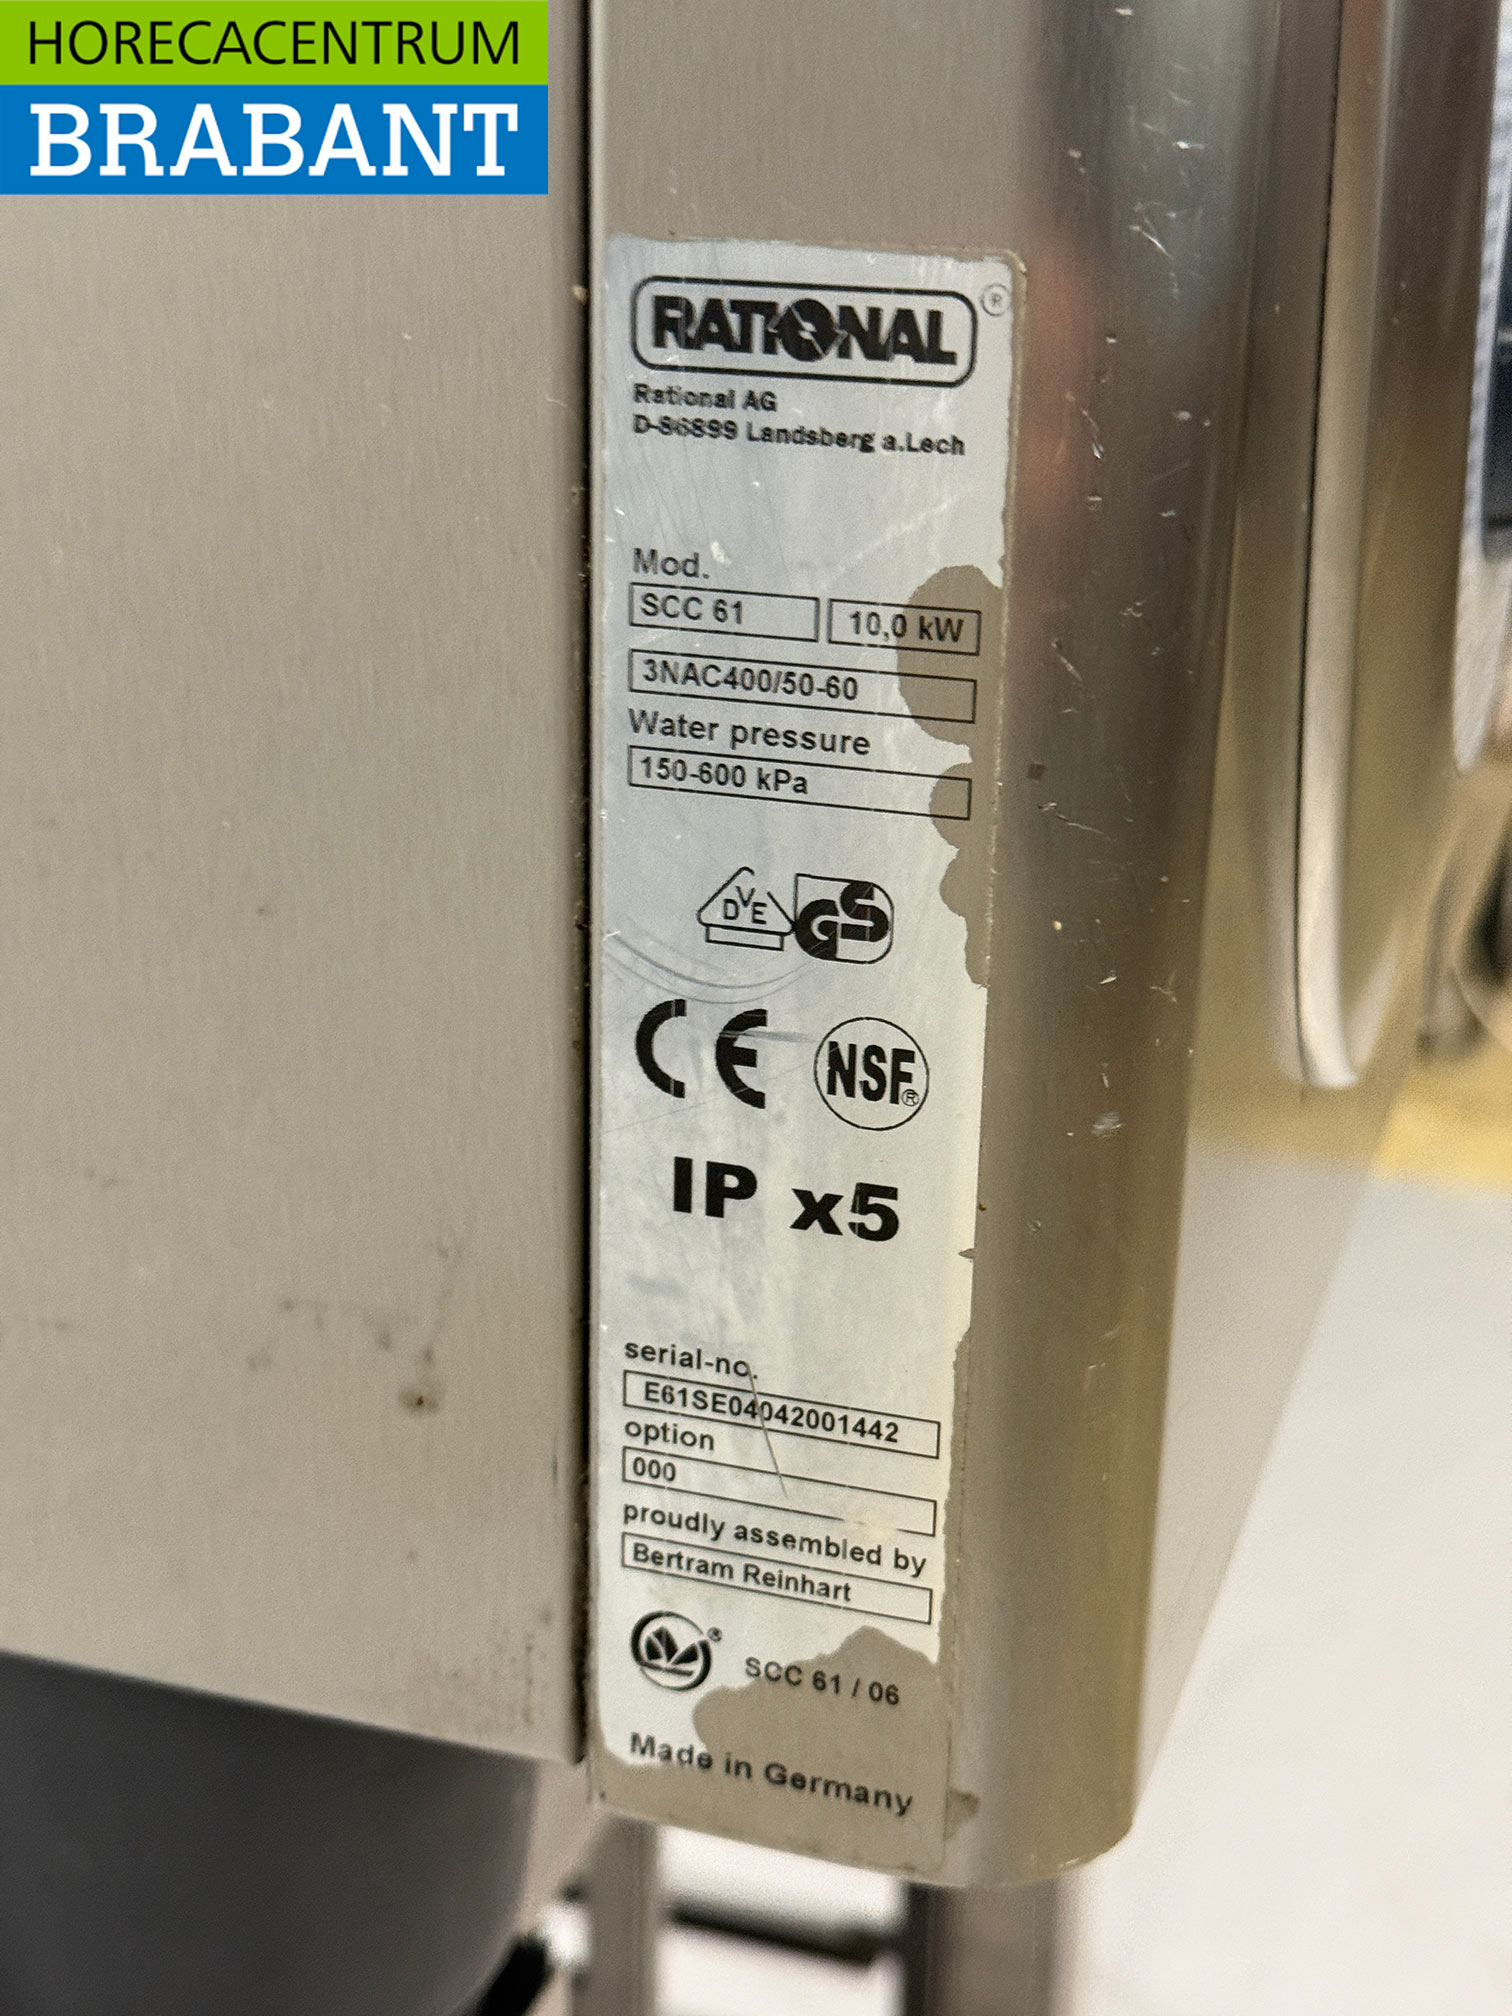 HORECACENTRUM
BRABANT
RATIONAL ®
Rational AG
D-86899 Landsberg a.Lech
Mod.
SCC 61 10,0 kW
3NAC400/50-60
Water pressure
150-600 kPa
DVE GS
CE NSF®
IP x5
serial-no.
E61SE04042001442
option
000
proudly assembled by
Bertram Reinhart
® SCC 61 / 06
Made in Germany